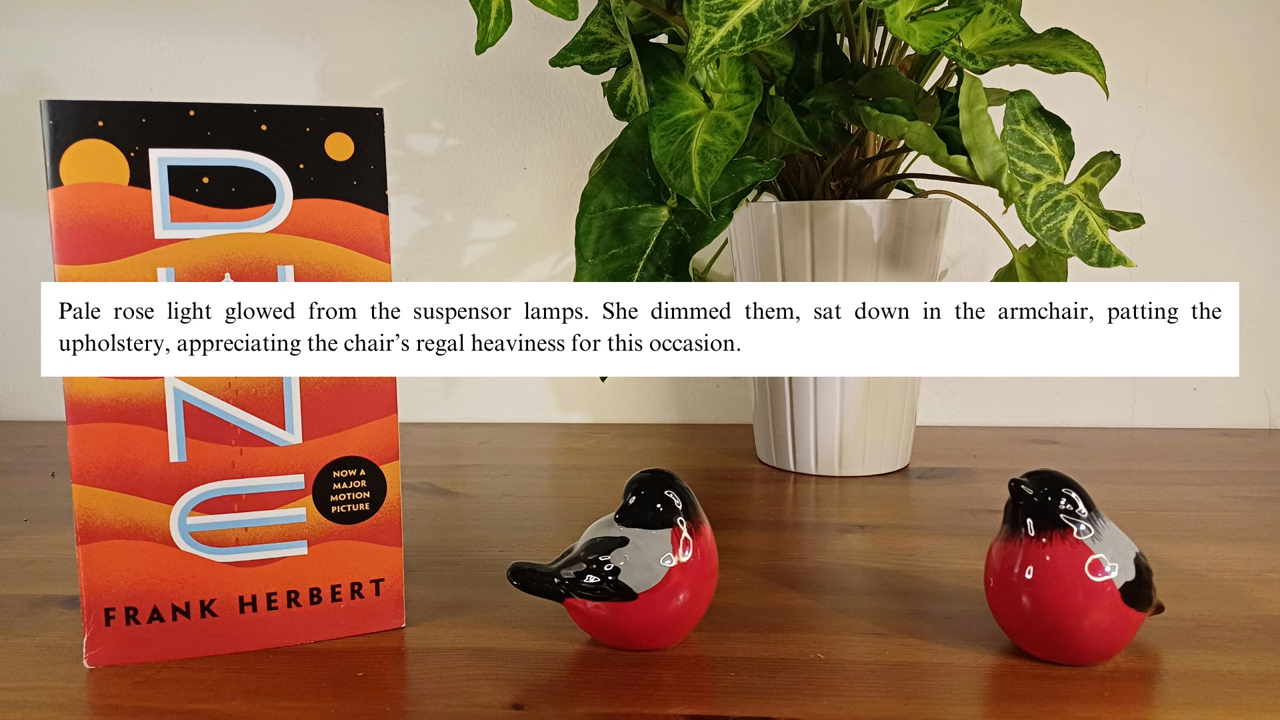 DUNE
Pale rose light glowed from the suspensor lamps. She dimmed them, sat down in the armchair, patting the
upholstery, appreciating the chair's regal heaviness for this occasion.
NOW A
MAJOR
MOTION
PICTURE
FRANK HERBERT